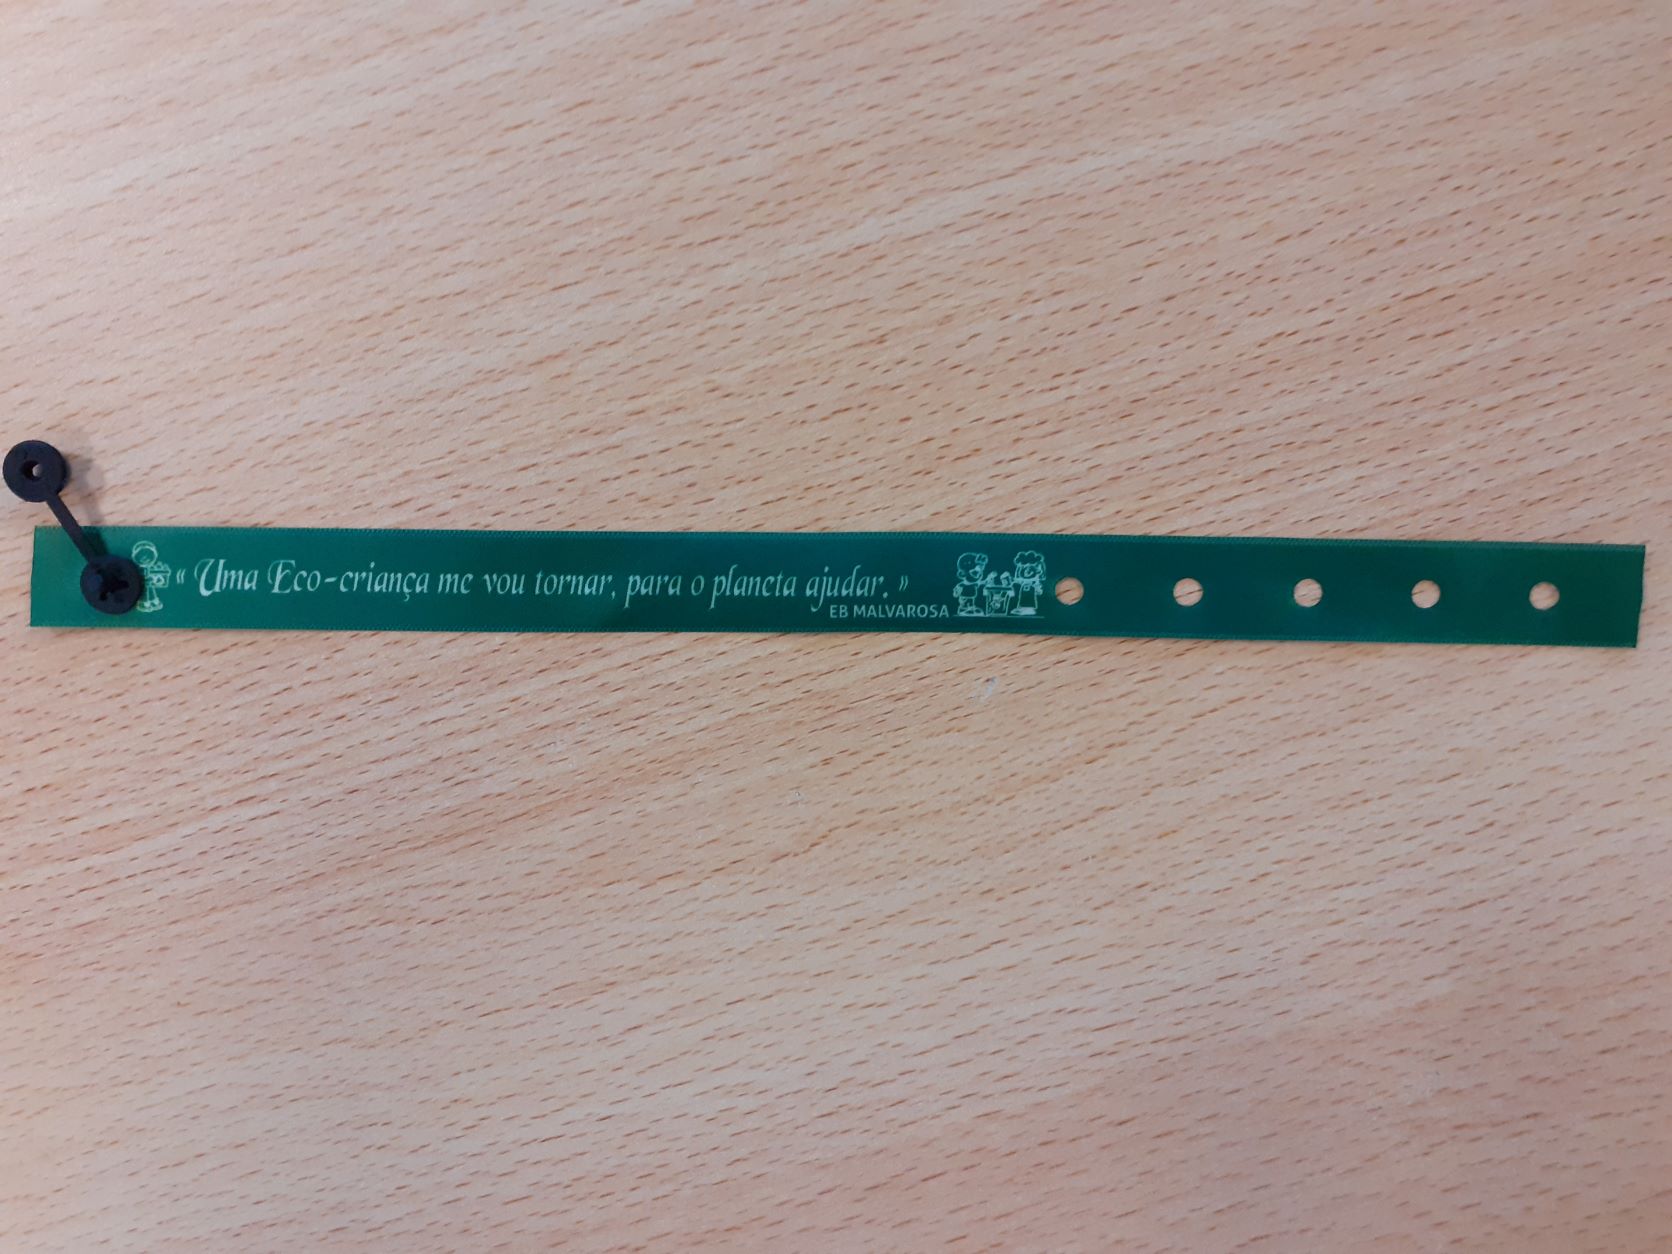 « Uma Eco-criança me vou tornar, para o planeta ajudar. »
EB MALVAROSA